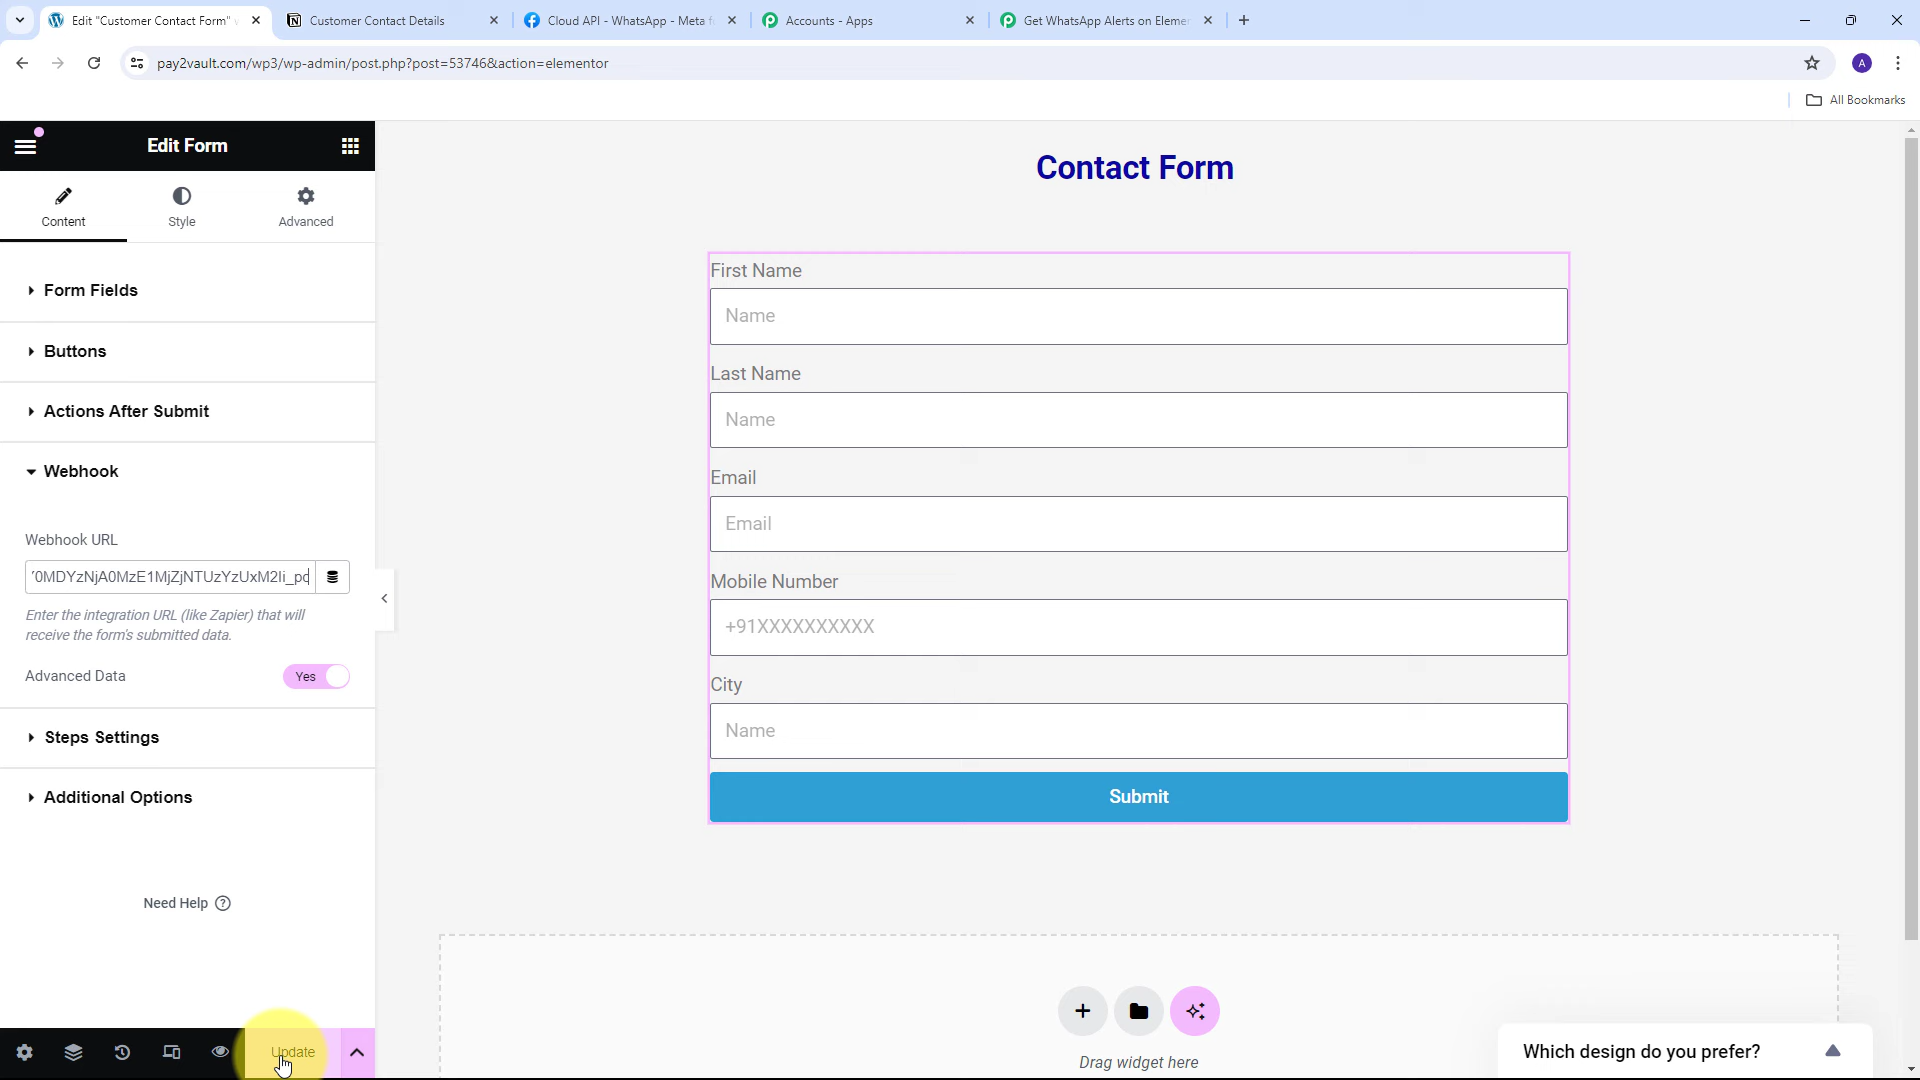 Edit "Customer Contact Form"
Customer Contact Details
Cloud API - WhatsApp - Meta f
Accounts - Apps
Get WhatsApp Alerts on Eleme
pay2vault.com/wp3/wp-admin/post.php?post=53746&action=elementor
A
All Bookmarks
Edit Form
Content
Style
Advanced
Form Fields
Buttons
Actions After Submit
Webhook
Webhook URL
0MDYzNjA0MzE1MjZjNTUzYzUxM2Ii_pc
Enter the integration URL (like Zapier) that will
receive the form's submitted data.
Advanced Data
Yes
Steps Settings
Additional Options
Need Help ?
Update
Contact Form
First Name
Name
Last Name
Name
Email
Email
Mobile Number
+91XXXXXXXXXX
City
Name
Submit
Drag widget here
Which design do you prefer?